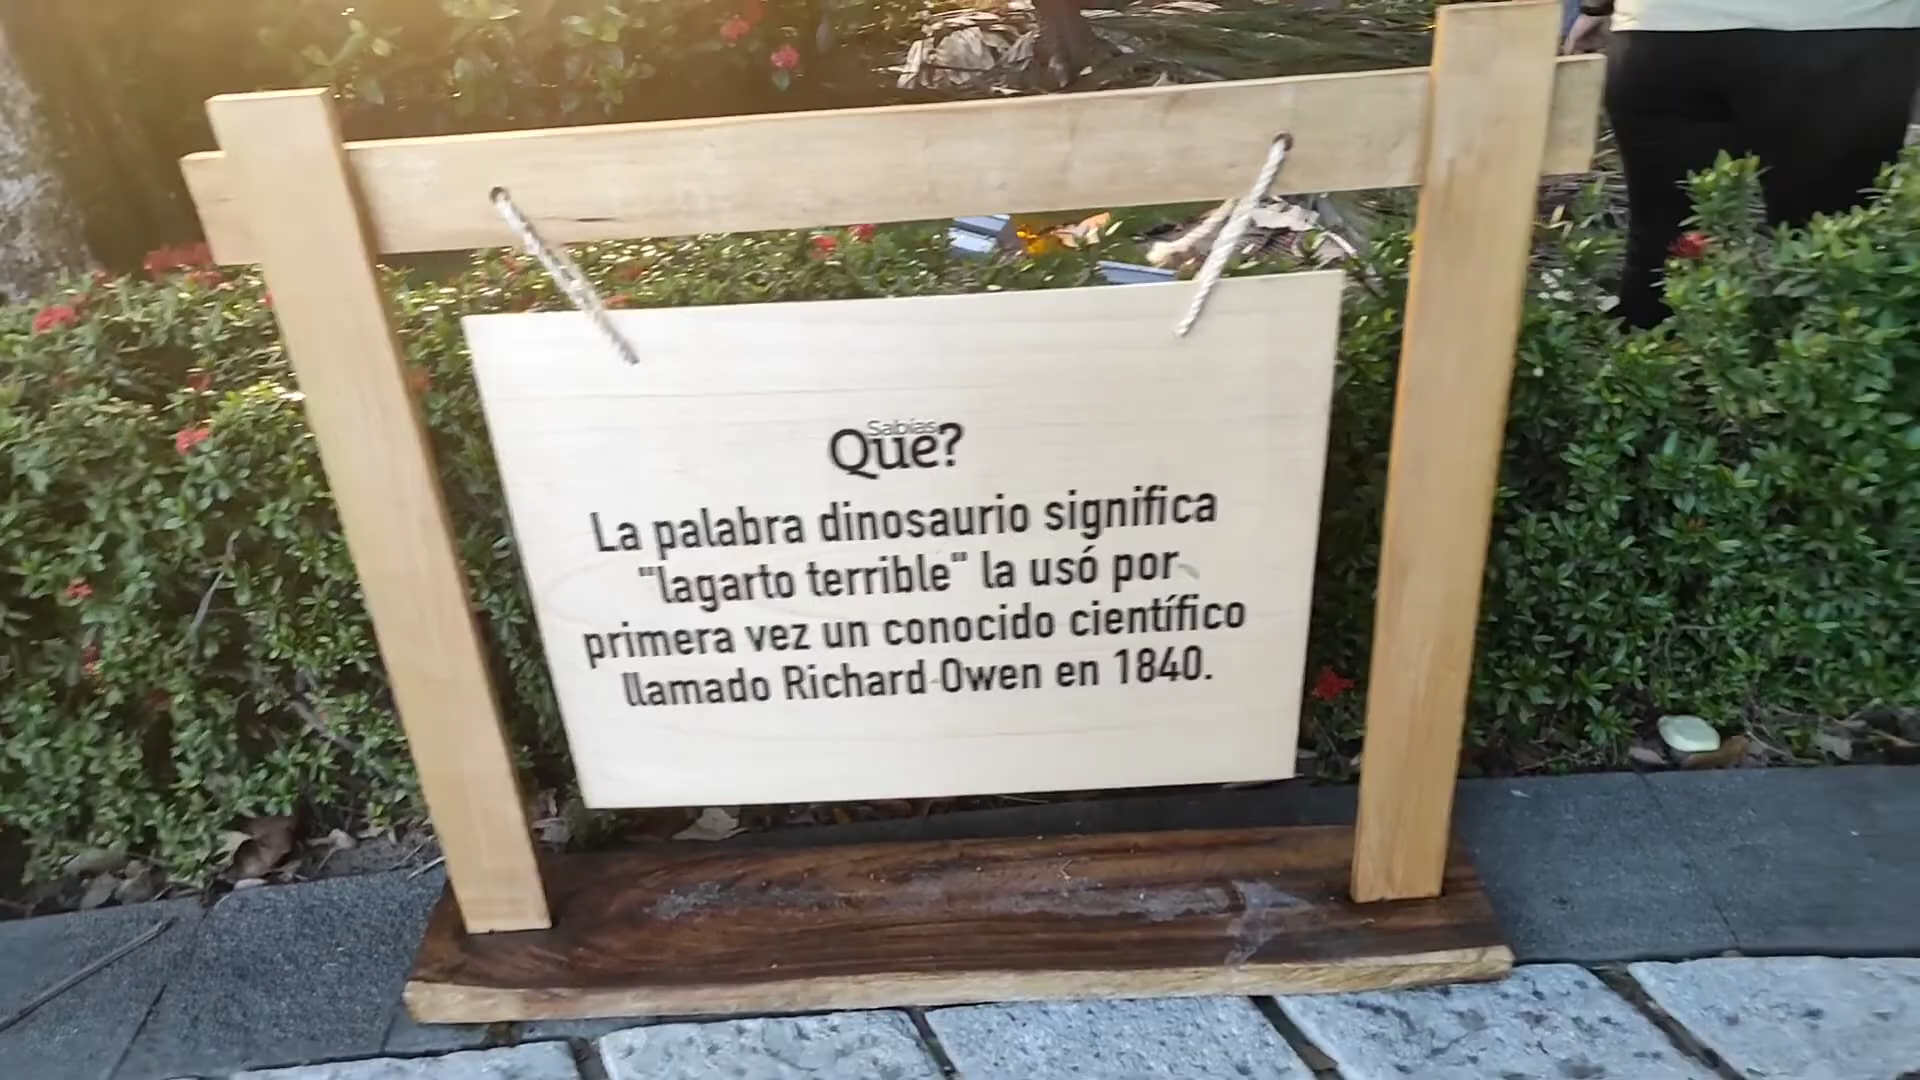 Sabías
Que?
La palabra dinosaurio significa
"lagarto terrible" la usó por
primera vez un conocido científico
llamado Richard Owen en 1840.